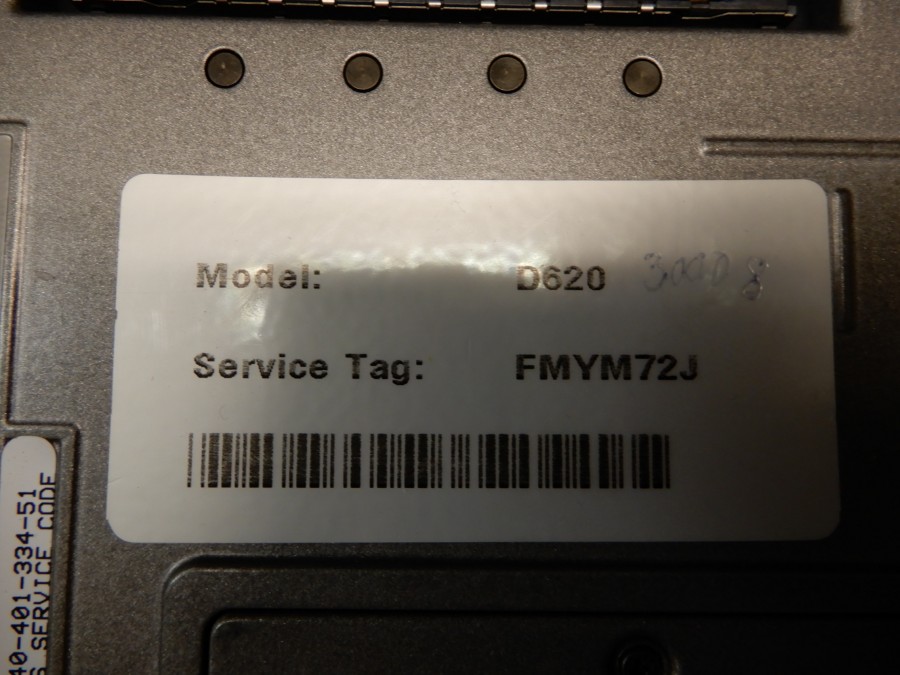 Model: D620
Service Tag: FMYM72J
40-401-334-51
S SERVICE CODE